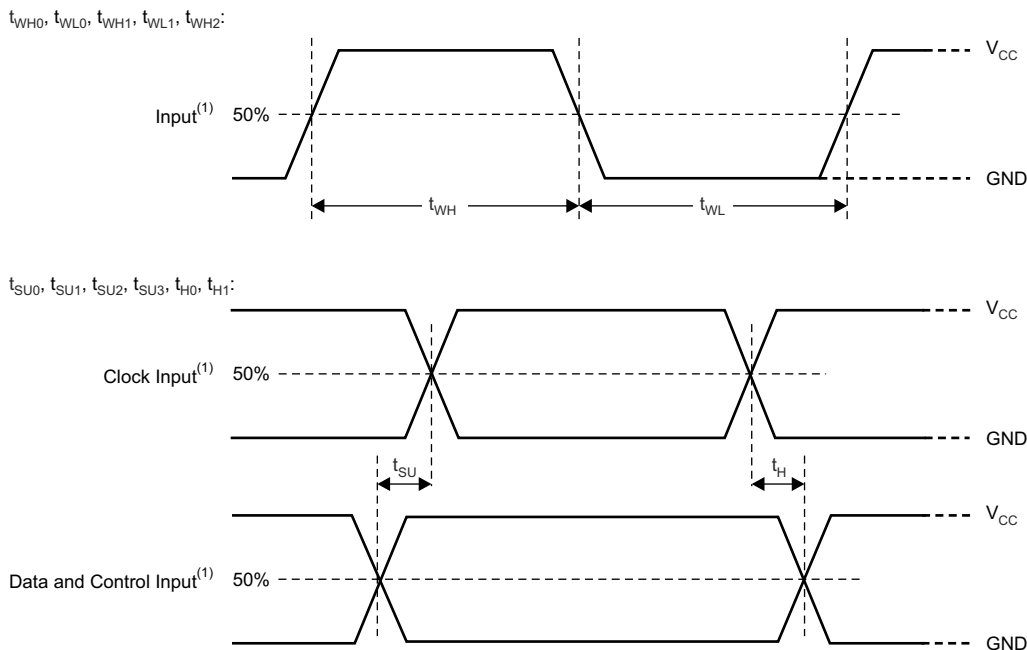 tWH0, tWL0, tWH1, tWL1, tWH2:
VCC
Input(1) 50%
GND
tWH tWL
tSU0, tSU1, tSU2, tSU3, tH0, tH1:
VCC
Clock Input(1) 50%
GND
tSU tH
VCC
Data and Control Input(1) 50%
GND